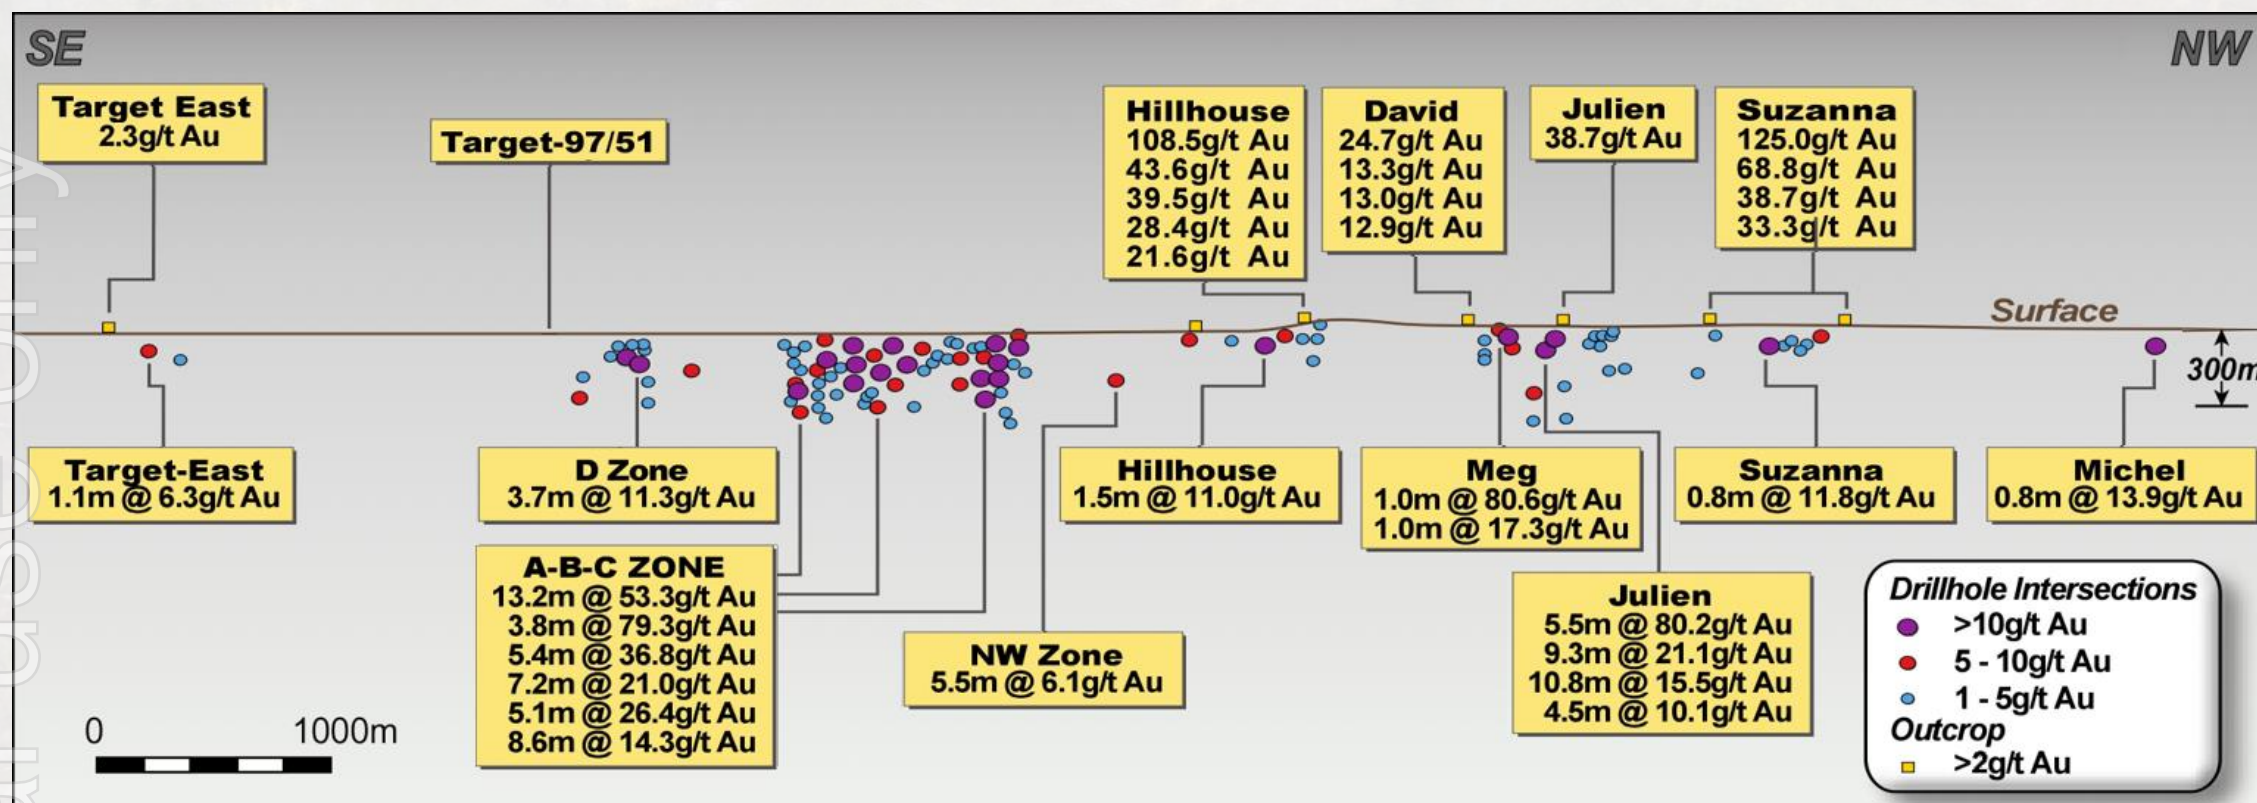 SE
NW
Target East
2.3g/t Au
Target-97/51
Hillhouse
108.5g/t Au
43.6g/t Au
39.5g/t Au
28.4g/t Au
21.6g/t Au
David
24.7g/t Au
13.3g/t Au
13.0g/t Au
12.9g/t Au
Julien
38.7g/t Au
Suzanna
125.0g/t Au
68.8g/t Au
38.7g/t Au
33.3g/t Au
Surface
300m
Target-East
1.1m @ 6.3g/t Au
D Zone
3.7m @ 11.3g/t Au
A-B-C ZONE
13.2m @ 53.3g/t Au
3.8m @ 79.3g/t Au
5.4m @ 36.8g/t Au
7.2m @ 21.0g/t Au
5.1m @ 26.4g/t Au
8.6m @ 14.3g/t Au
NW Zone
5.5m @ 6.1g/t Au
Hillhouse
1.5m @ 11.0g/t Au
Meg
1.0m @ 80.6g/t Au
1.0m @ 17.3g/t Au
Julien
5.5m @ 80.2g/t Au
9.3m @ 21.1g/t Au
10.8m @ 15.5g/t Au
4.5m @ 10.1g/t Au
Suzanna
0.8m @ 11.8g/t Au
Michel
0.8m @ 13.9g/t Au
0 1000m
Drillhole Intersections
>10g/t Au
5 - 10g/t Au
1 - 5g/t Au
Outcrop
>2g/t Au